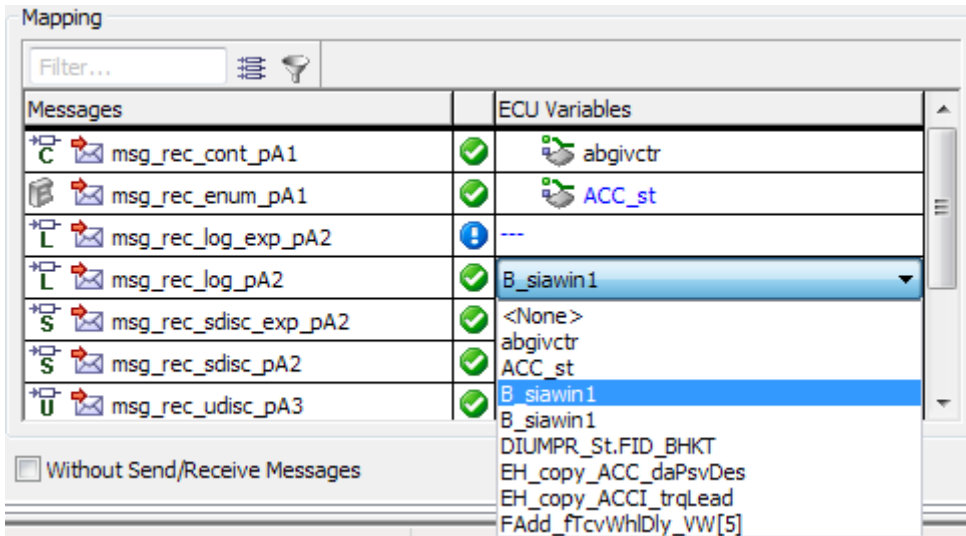 Mapping
Filter...
Messages ECU Variables
C msg_rec_cont_pA1 abgivctr
msg_rec_enum_pA1 ACC_st
L msg_rec_log_exp_pA2 ---
L msg_rec_log_pA2 B_siawin1
S msg_rec_sdisc_exp_pA2 <None>
abgivctr
S msg_rec_sdisc_pA2 ACC_st
B_siawin1
U msg_rec_udisc_pA3 B_siawin1
DIUMPR_St.FID_BHKT
Without Send/Receive Messages EH_copy_ACC_daPsvDes
EH_copy_ACCI_trqLead
FAdd_fTcvWhlDly_VW[5]